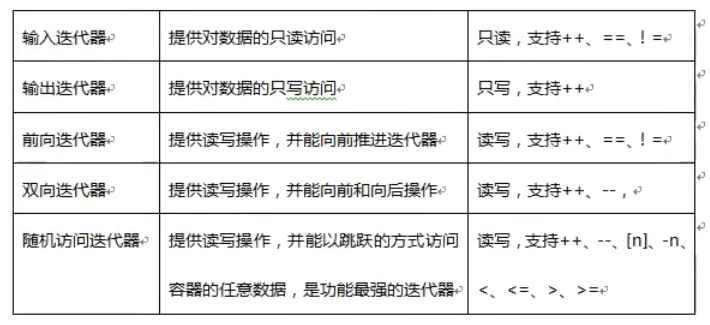 输入迭代器 提供对数据的只读访问 只读，支持++、==、！=
输出迭代器 提供对数据的只写访问 只写，支持++
前向迭代器 提供读写操作，并能向前推进迭代器 读写，支持++、==、！=
双向迭代器 提供读写操作，并能向前和向后操作 读写，支持++、--，
随机访问迭代器 提供读写操作，并能以跳跃的方式访问 读写，支持++、--、[n]、-n、
容器的任意数据，是功能最强的迭代器 <、<=、>、>=